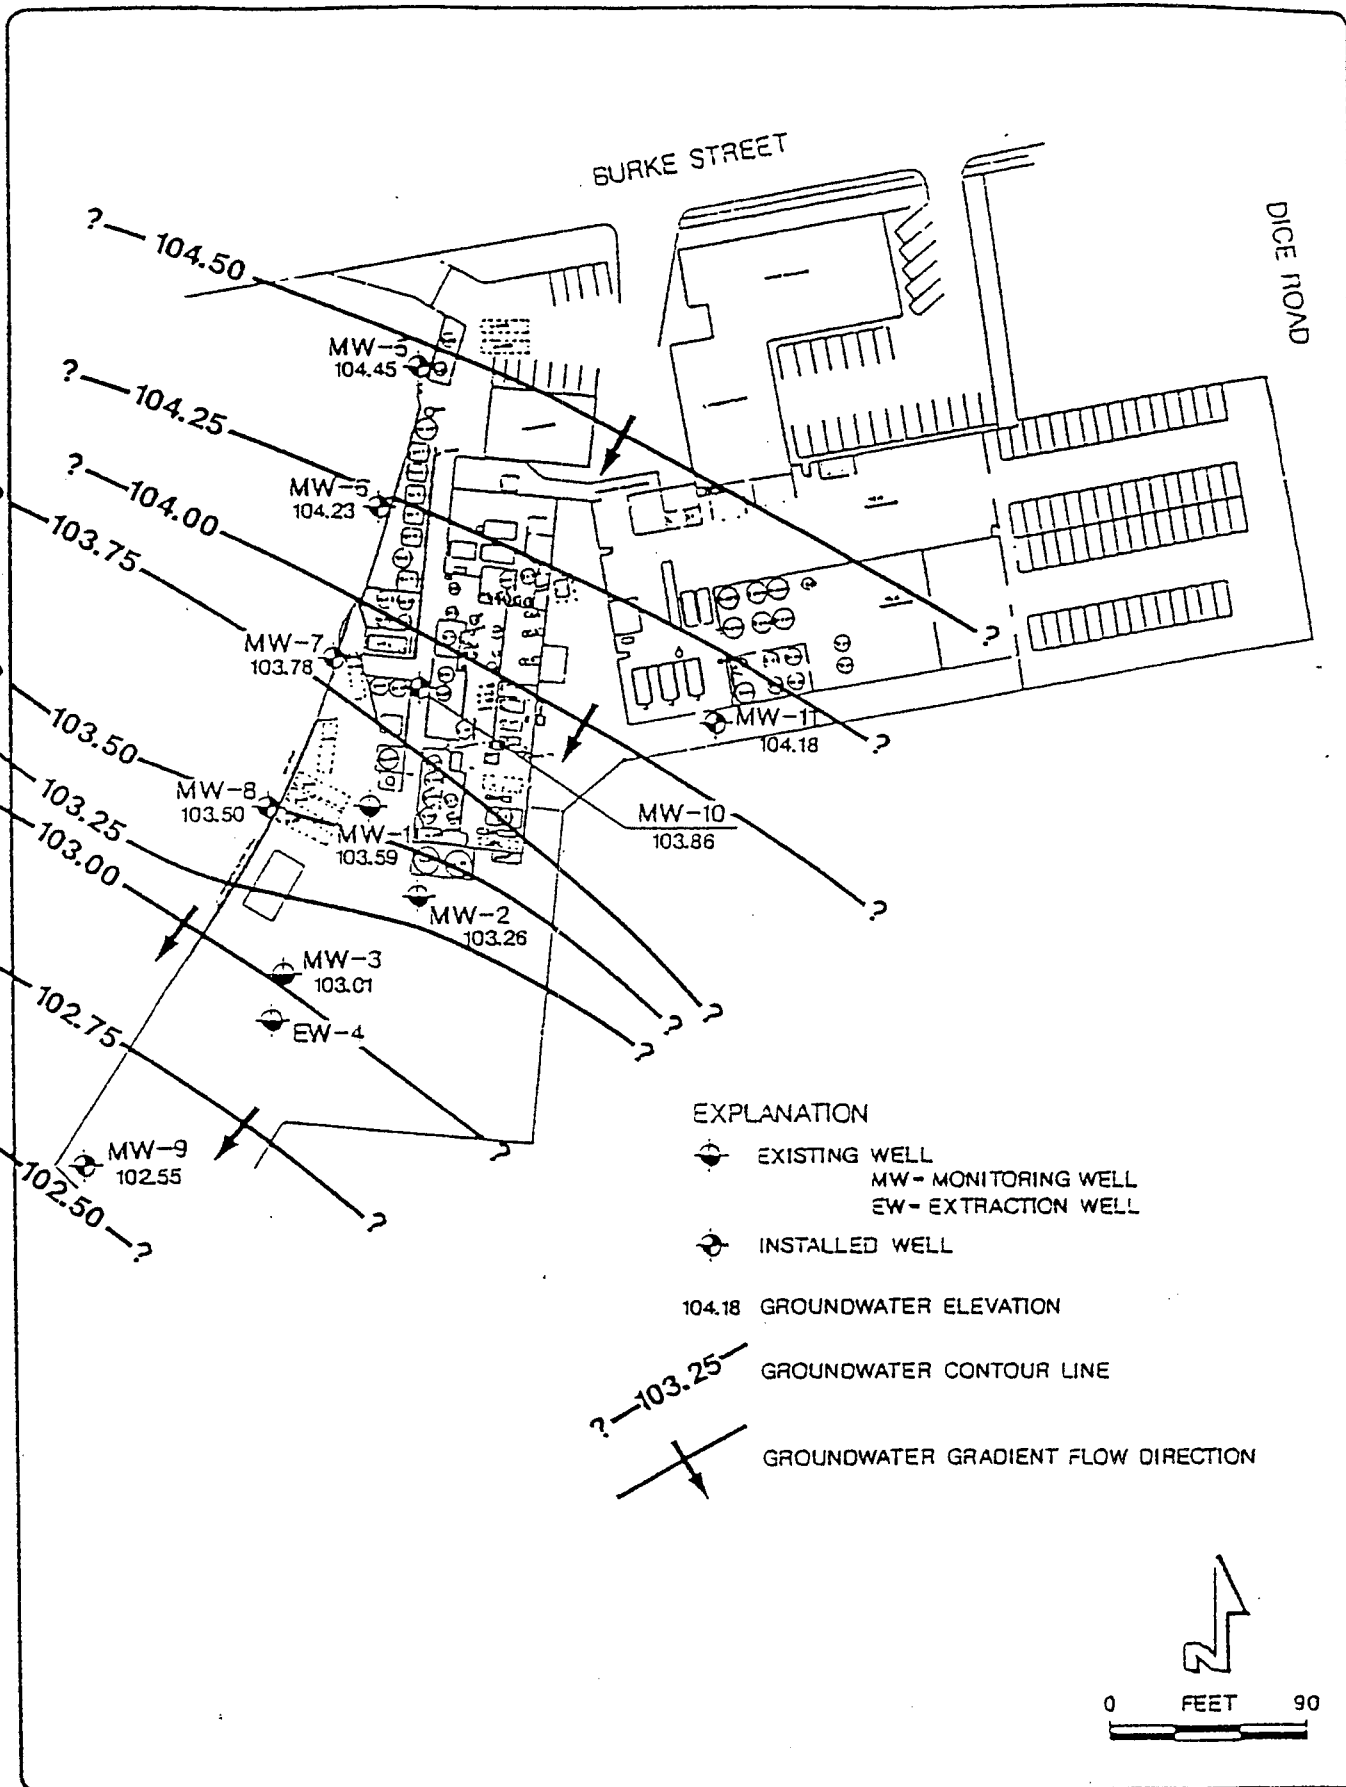 BURKE STREET
DICE ROAD
? 104.50
MW-5
104.45
? 104.25
MW-6
104.23
? 104.00
103.75
MW-7
103.78
?
103.50
MW-11
104.18
?
MW-8
103.50
103.25
MW-1
103.59
MW-10
103.86
103.00
MW-2
103.26
?
MW-3
103.01
102.75
EW-4
?
?
?
MW-9
102.55
?
102.50 ?
?
EXPLANATION
EXISTING WELL
MW- MONITORING WELL
EW- EXTRACTION WELL
INSTALLED WELL
104.18 GROUNDWATER ELEVATION
? 103.25 GROUNDWATER CONTOUR LINE
GROUNDWATER GRADIENT FLOW DIRECTION
N
0 FEET 90